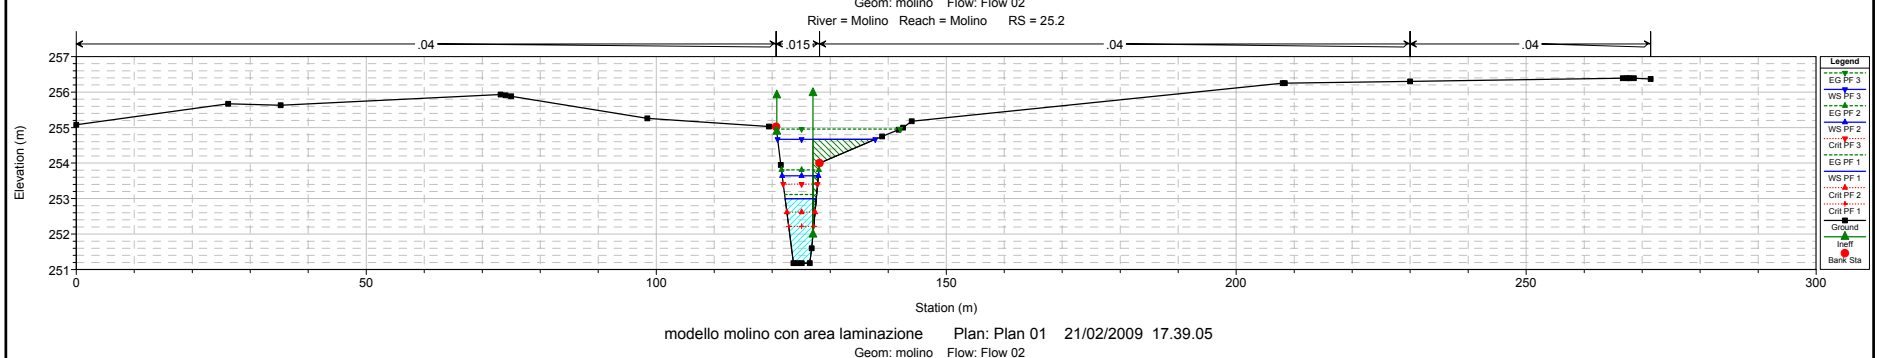 Geom: molino Flow: Flow 02
River = Molino Reach = Molino RS = 25.2
.04 .015 .04 .04
257
256
255
254
253
252
251
Elevation (m)
0 50 100 150 200 250 300
Station (m)
Legend
EG PF 3
WS PF 3
EG PF 2
WS PF 2
Crit PF 3
EG PF 1
WS PF 1
Crit PF 2
Crit PF 1
Ground
Ineff
Bank Sta
modello molino con area laminazione Plan: Plan 01 21/02/2009 17.39.05
Geom: molino Flow: Flow 02